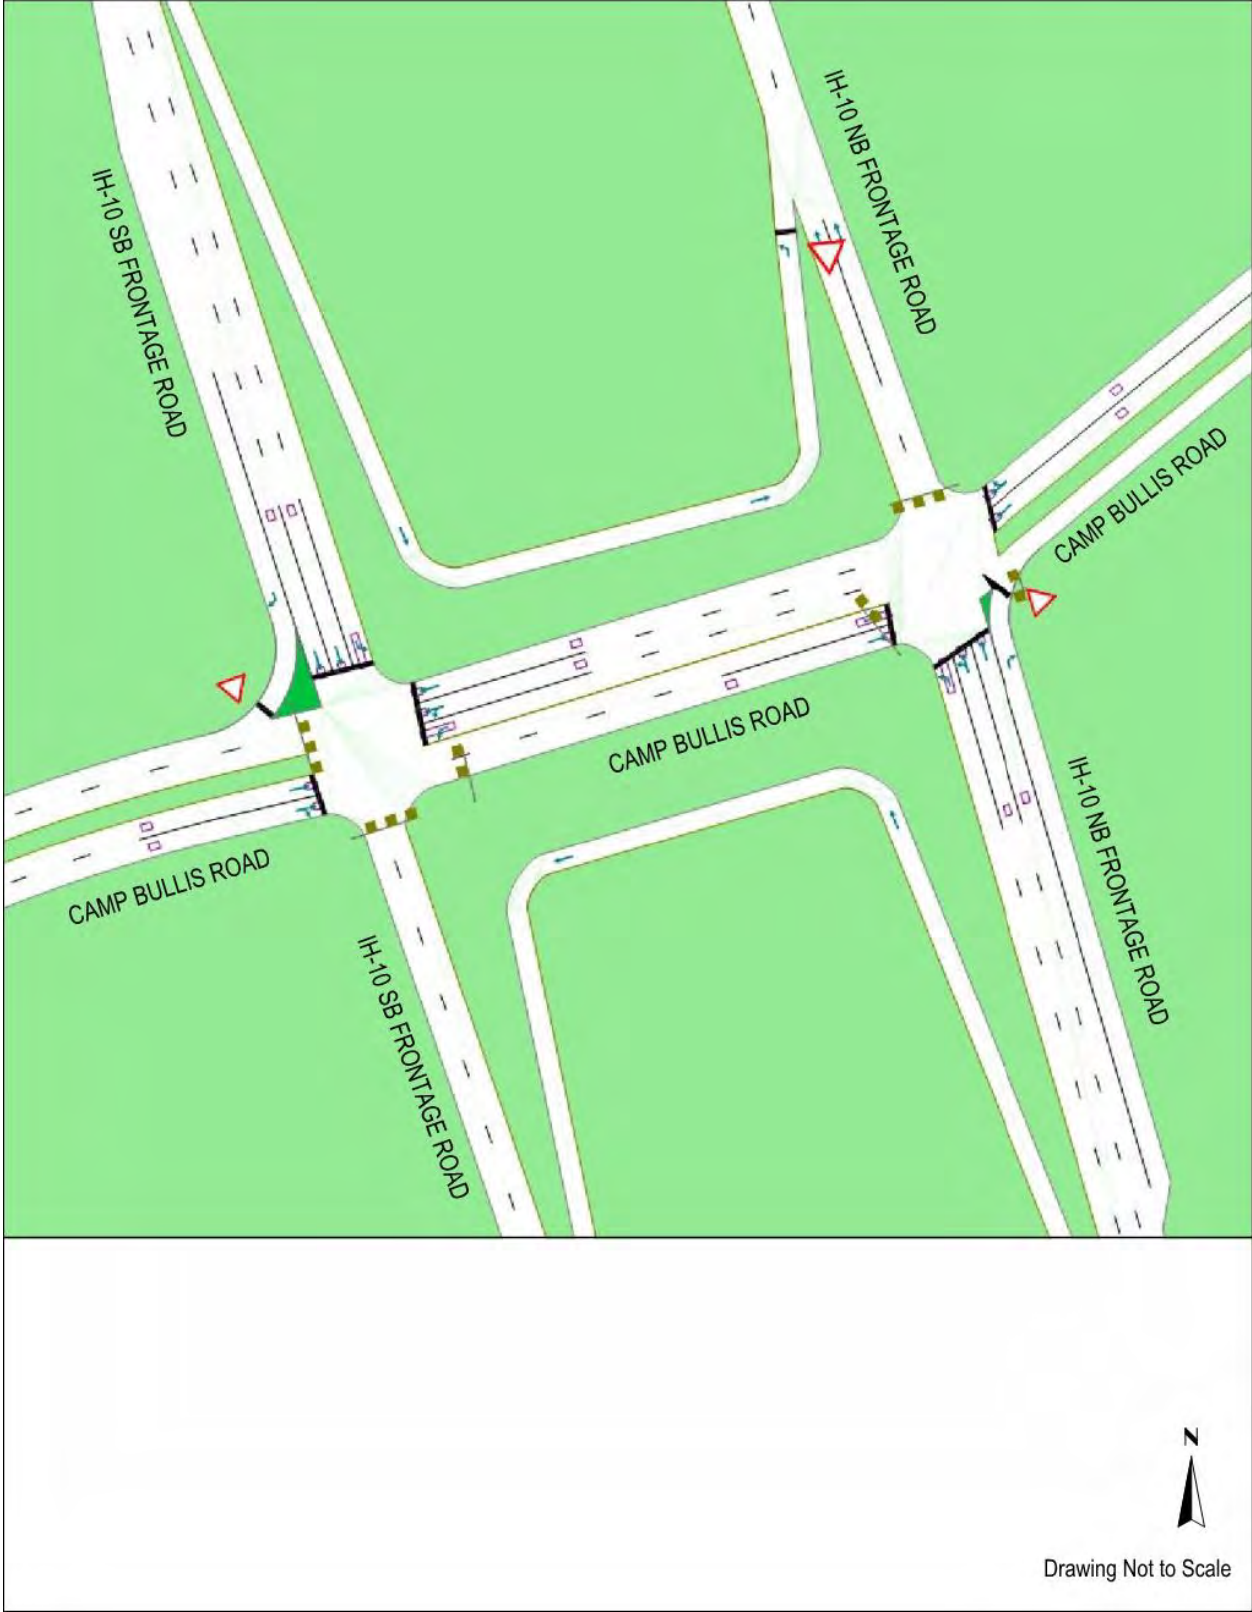 IH-10 SB FRONTAGE ROAD
IH-10 NB FRONTAGE ROAD
CAMP BULLIS ROAD
CAMP BULLIS ROAD
IH-10 NB FRONTAGE ROAD
CAMP BULLIS ROAD
IH-10 SB FRONTAGE ROAD
N
Drawing Not to Scale